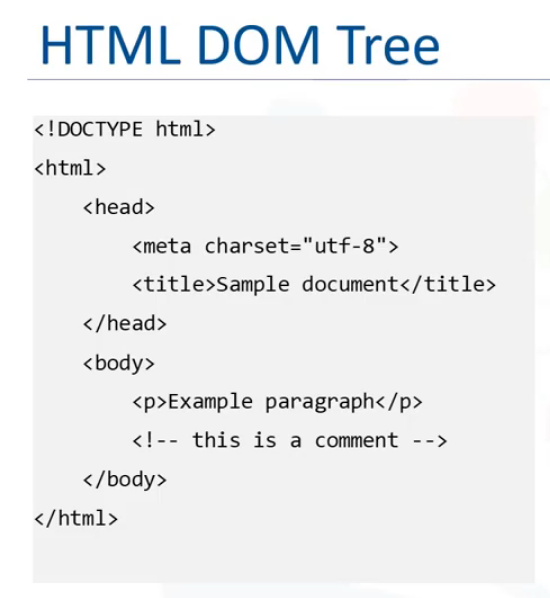 HTML DOM Tree
<!DOCTYPE html>
<html>
<head>
<meta charset="utf-8">
<title>Sample document</title>
</head>
<body>
<p>Example paragraph</p>
<!-- this is a comment -->
</body>
</html>